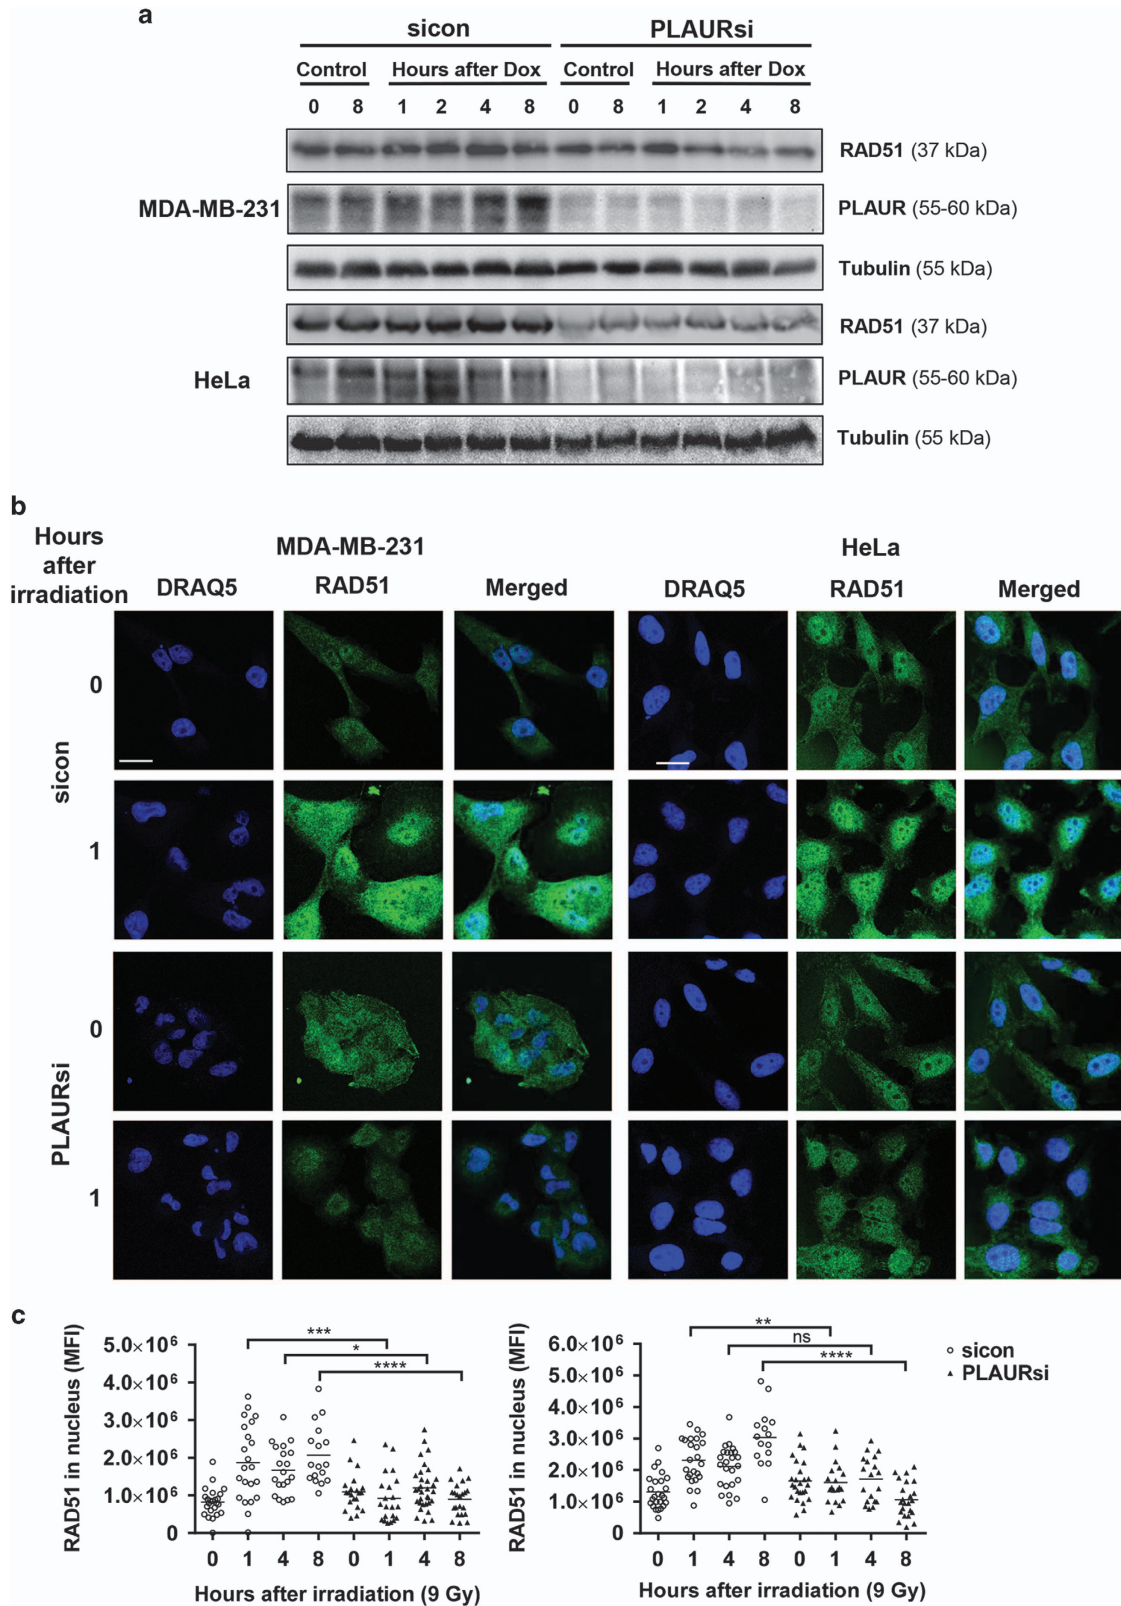 a
sicon PLAURsi
Control Hours after Dox Control Hours after Dox
0 8 1 2 4 8 0 8 1 2 4 8
RAD51 (37 kDa)
MDA-MB-231 PLAUR (55-60 kDa)
Tubulin (55 kDa)
RAD51 (37 kDa)
HeLa PLAUR (55-60 kDa)
Tubulin (55 kDa)
b
Hours
after
irradiation
MDA-MB-231 HeLa
DRAQ5 RAD51 Merged DRAQ5 RAD51 Merged
sicon
0
1
PLAURsi
0
1
c
RAD51 in nucleus (MFI)
5.0×10⁶
4.0×10⁶
3.0×10⁶
2.0×10⁶
1.0×10⁶
0
***
*
****
0 1 4 8 0 1 4 8
Hours after irradiation (9 Gy)
RAD51 in nucleus (MFI)
6.0×10⁶
5.0×10⁶
4.0×10⁶
3.0×10⁶
2.0×10⁶
1.0×10⁶
0
**
ns
****
0 1 4 8 0 1 4 8
Hours after irradiation (9 Gy)
sicon
PLAURsi